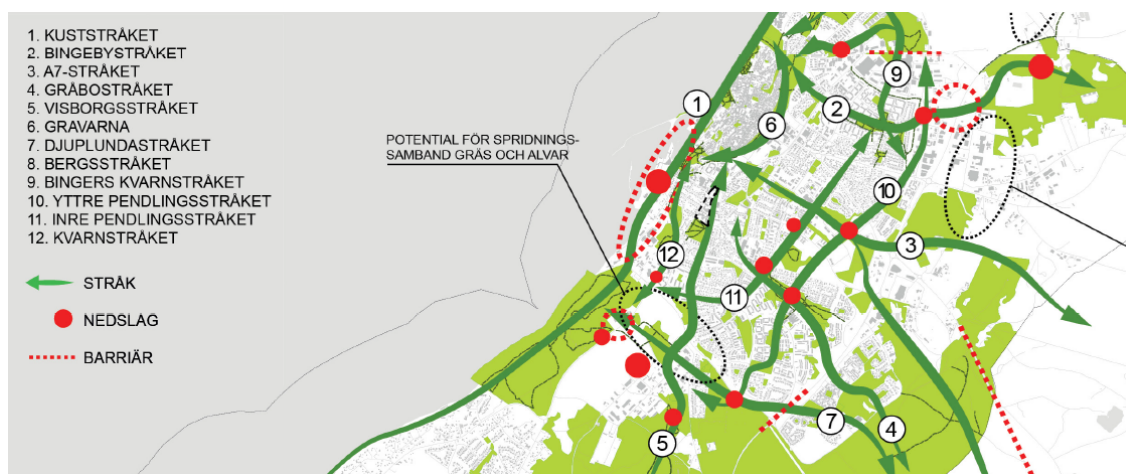 1. KUSTSTRÅKET
2. BINGEBYSTRÅKET
3. A7-STRÅKET
4. GRÅBOSTRÅKET
5. VISBORGSSTRÅKET
6. GRAVARNA
7. DJUPLUNDASTRÅKET
8. BERGSSTRÅKET
9. BINGERS KVARNSTRÅKET
10. YTTRE PENDLINGSSTRÅKET
11. INRE PENDLINGSSTRÅKET
12. KVARNSTRÅKET
STRÅK
NEDSLAG
BARRIÄR
POTENTIAL FÖR SPRIDNINGS-
SAMBAND GRÄS OCH ALVAR
1
9
2
6
10
3
12
11
7
4
5